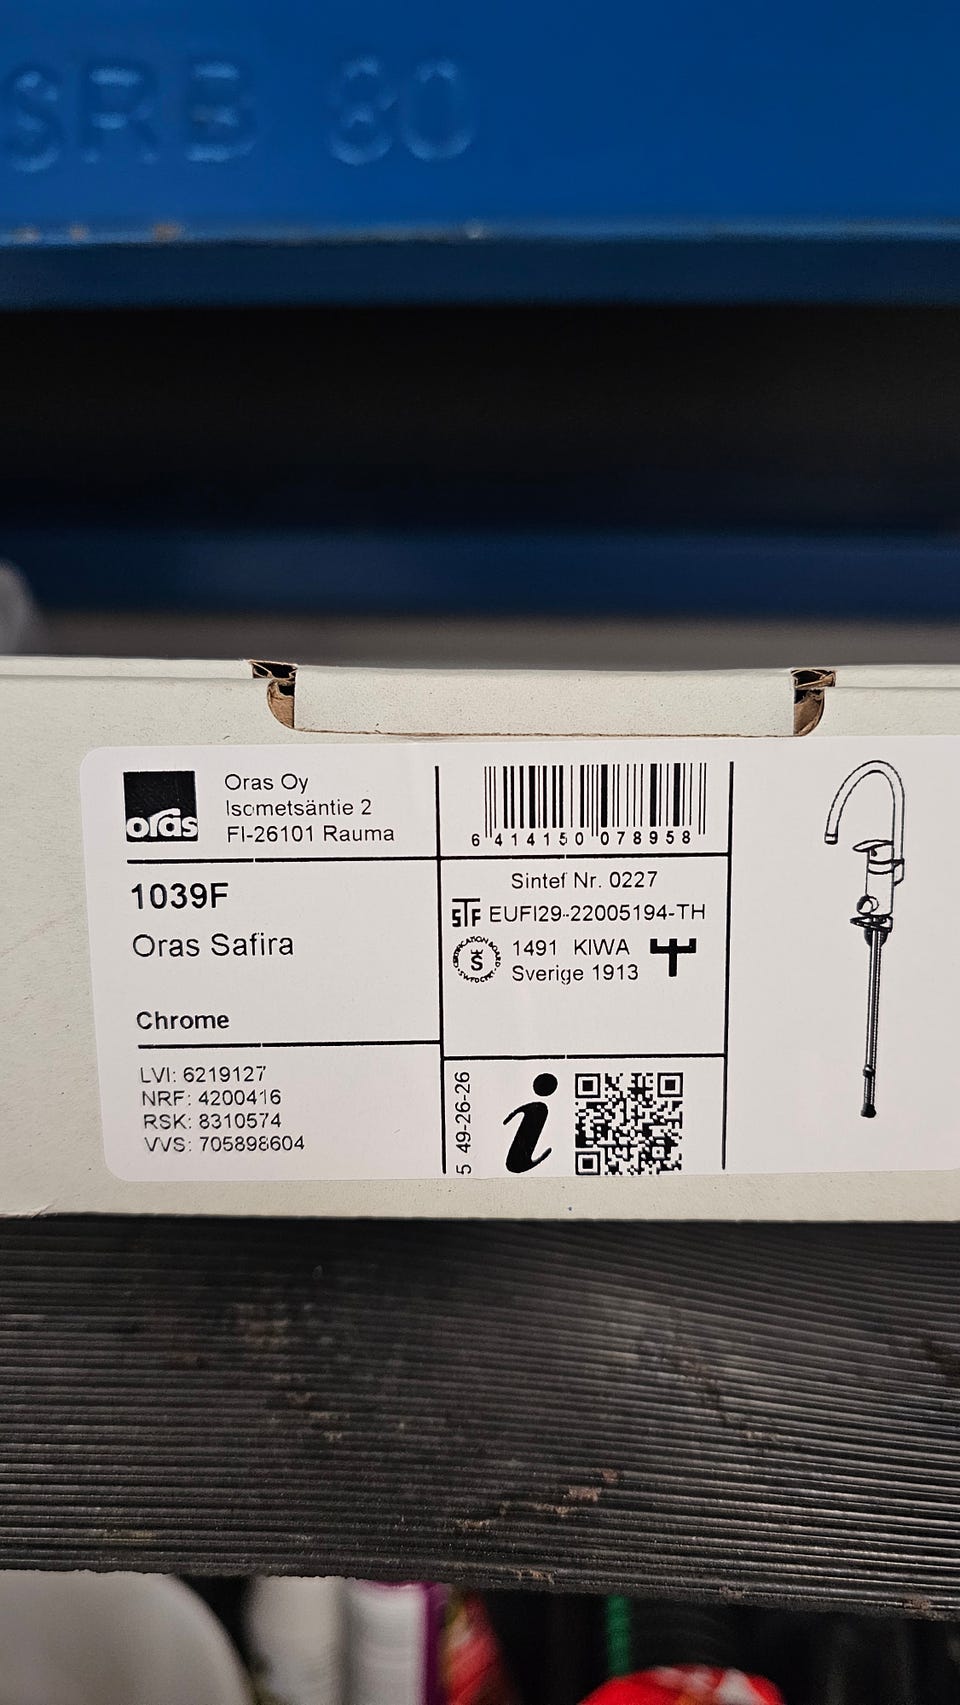 SRB 80
oras
Oras Oy
Isometsäntie 2
FI-26101 Rauma
1039F
Oras Safira
Chrome
LVI: 6219127
NRF: 4200416
RSK: 8310574
VVS: 705898604
6 414150 078958
Sintef Nr. 0227
STF EUFI29-22005194-TH
1491 KIWA
Sverige 1913
5 49-26-26
i